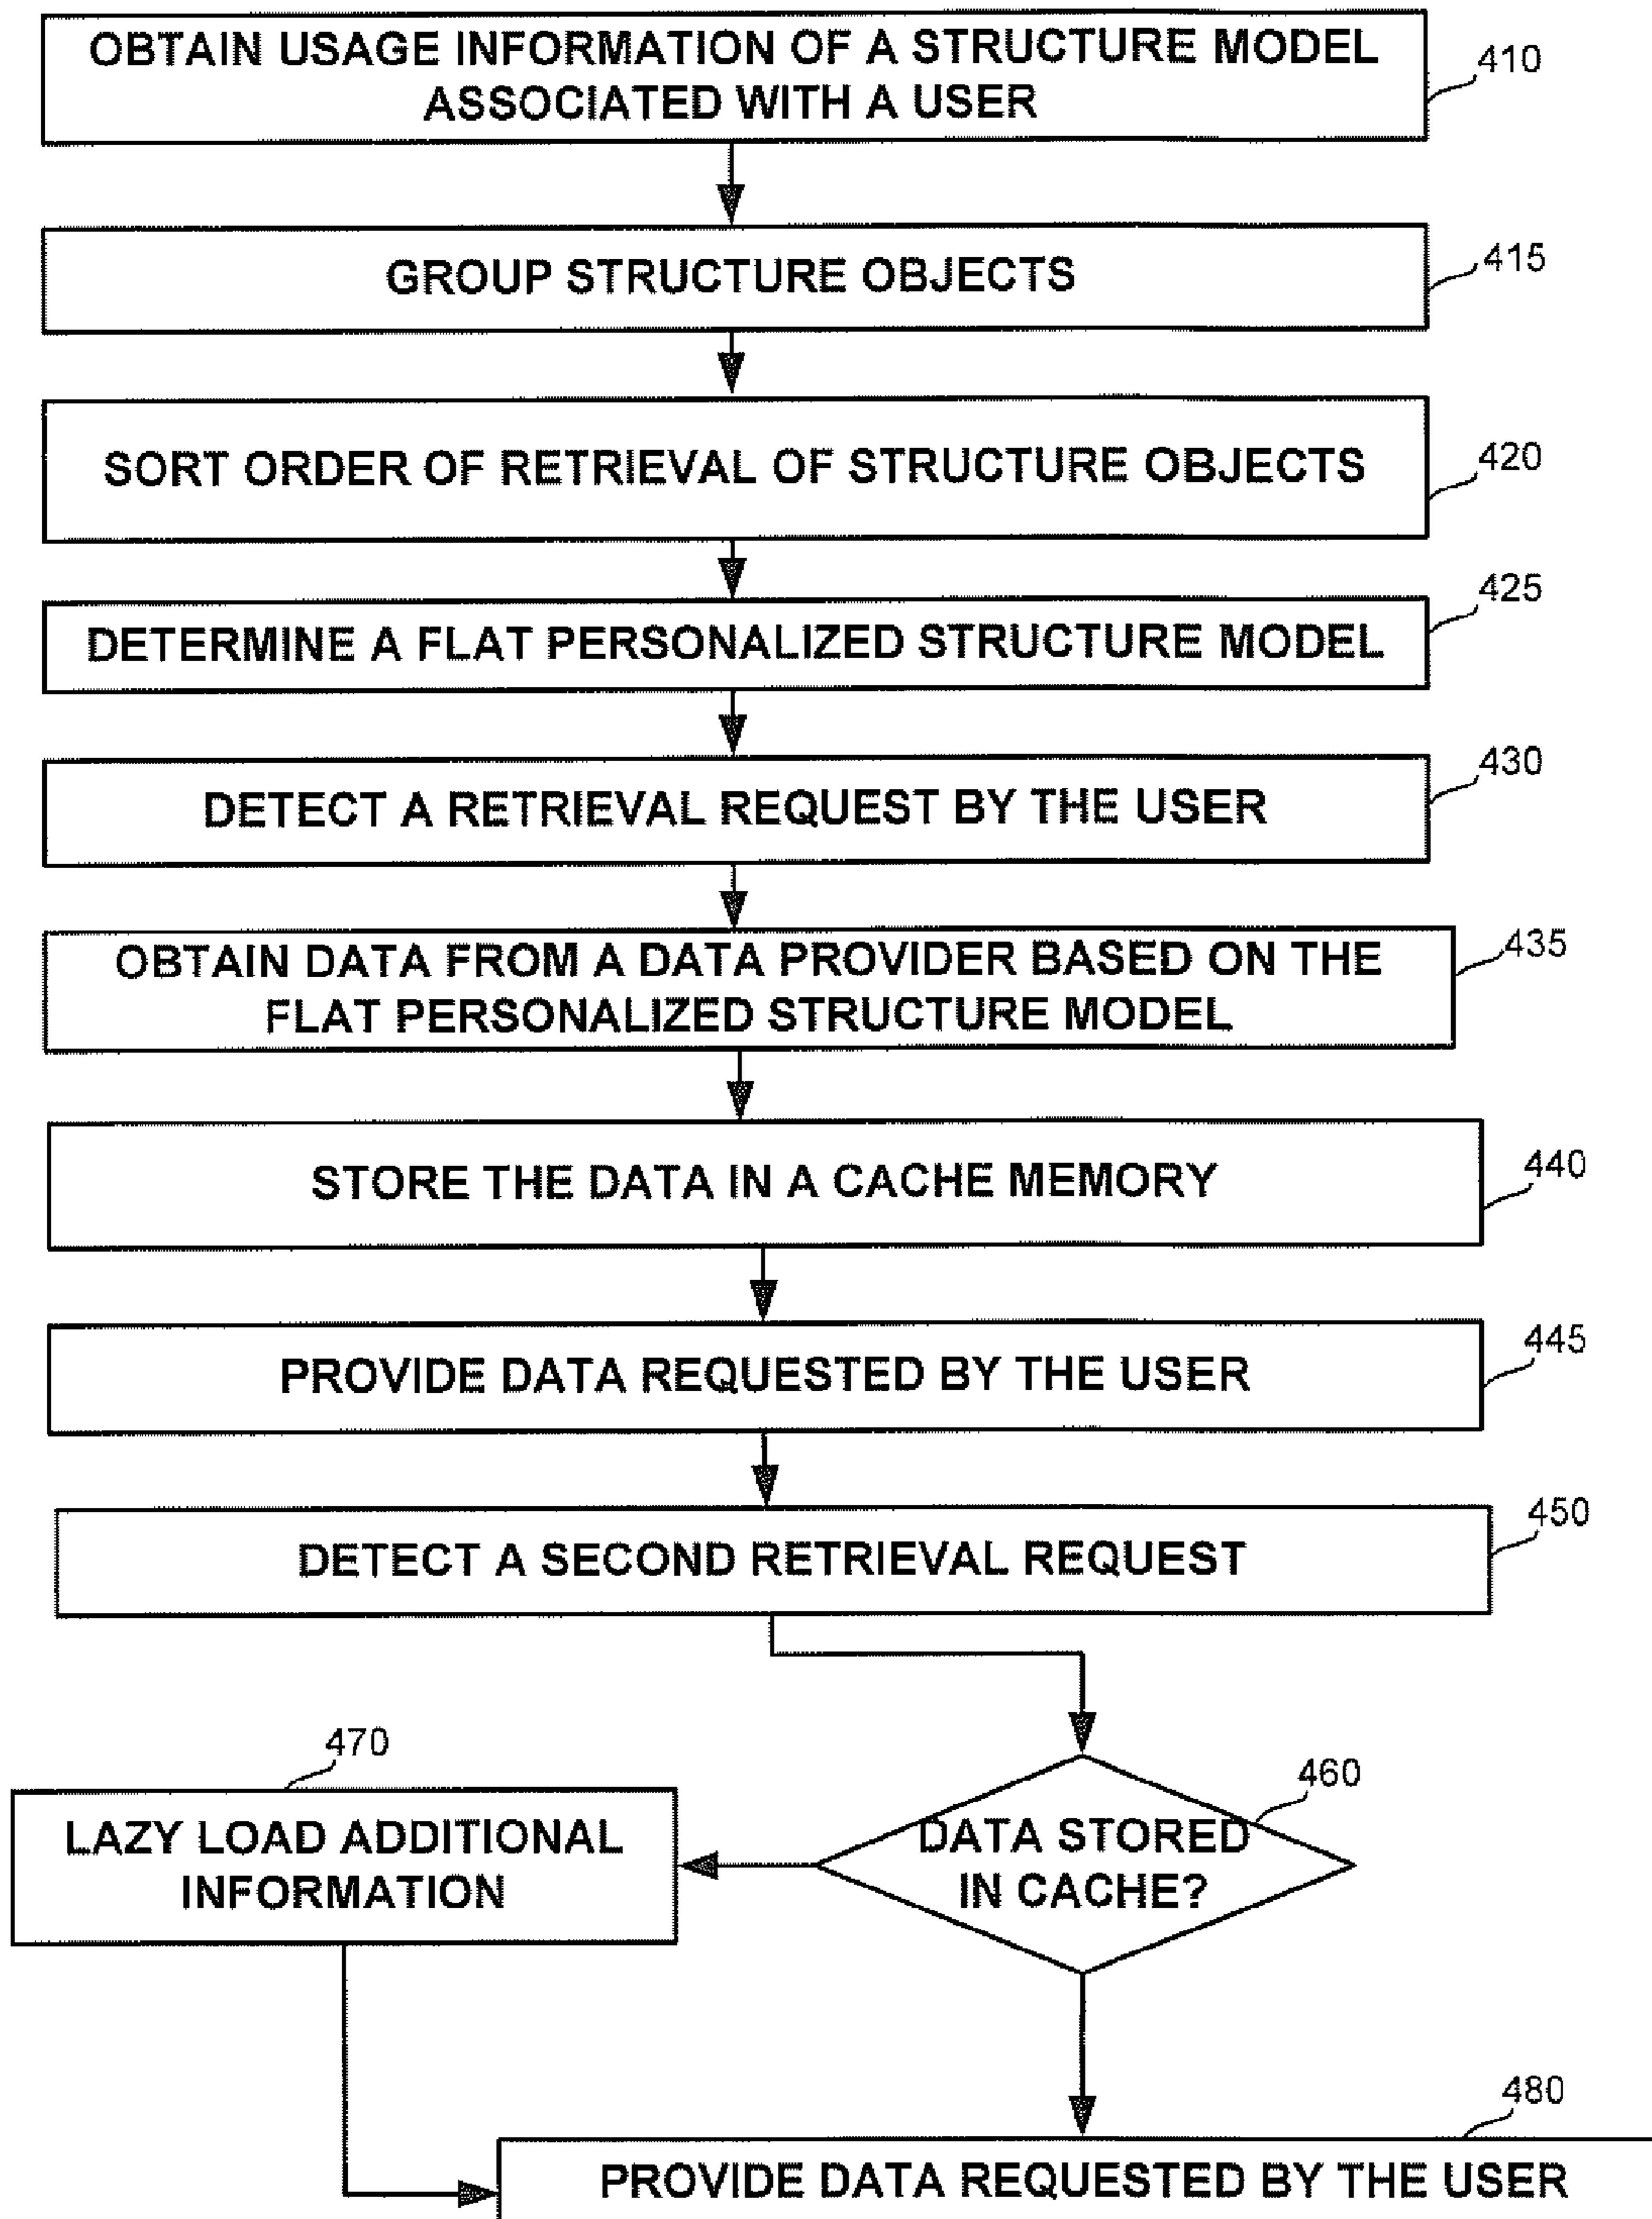 OBTAIN USAGE INFORMATION OF A STRUCTURE MODEL
ASSOCIATED WITH A USER
410
GROUP STRUCTURE OBJECTS
415
SORT ORDER OF RETRIEVAL OF STRUCTURE OBJECTS
420
DETERMINE A FLAT PERSONALIZED STRUCTURE MODEL
425
DETECT A RETRIEVAL REQUEST BY THE USER
430
OBTAIN DATA FROM A DATA PROVIDER BASED ON THE
FLAT PERSONALIZED STRUCTURE MODEL
435
STORE THE DATA IN A CACHE MEMORY
440
PROVIDE DATA REQUESTED BY THE USER
445
DETECT A SECOND RETRIEVAL REQUEST
450
470
LAZY LOAD ADDITIONAL
INFORMATION
460
DATA STORED
IN CACHE?
480
PROVIDE DATA REQUESTED BY THE USER